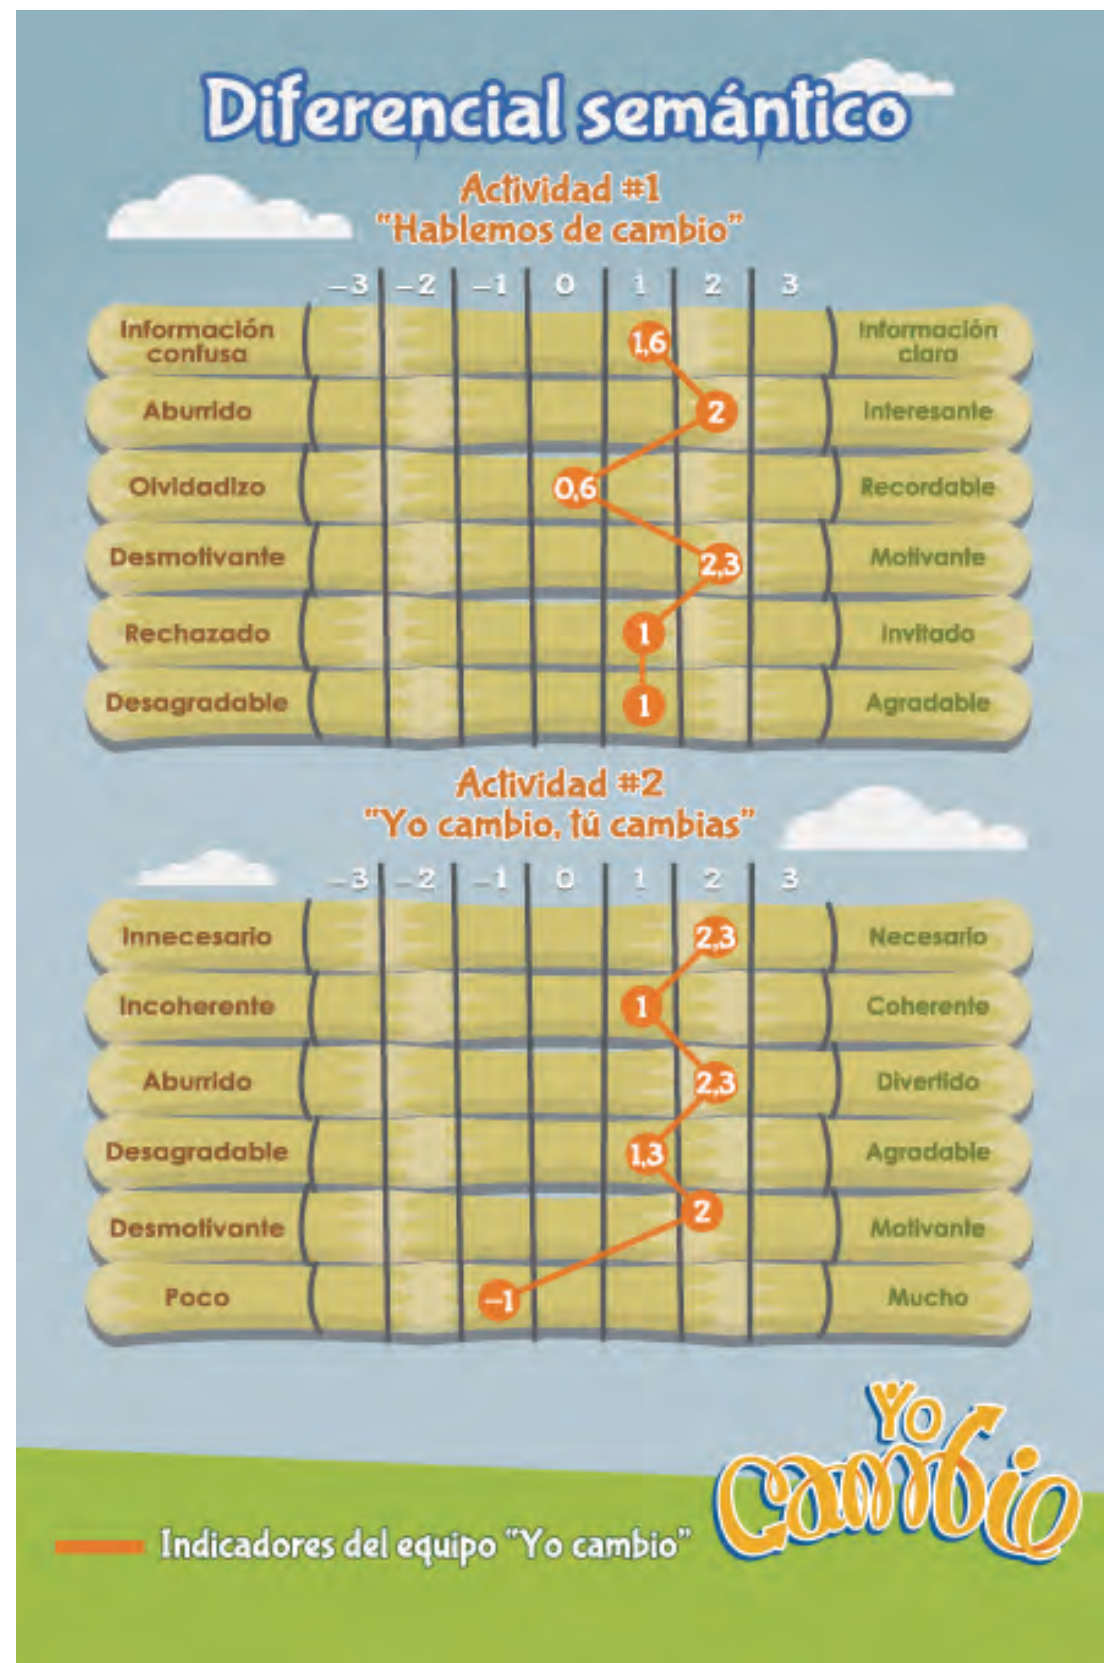 Diferencial semántico
Actividad #1
"Hablemos de cambio"
−3 −2 −1 0 1 2 3
Información confusa 1,6 Información clara
Aburrido 2 Interesante
Olvidadizo 0,6 Recordable
Desmotivante 2,3 Motivante
Rechazado 1 Invitado
Desagradable 1 Agradable
Actividad #2
"Yo cambio, tú cambias"
−3 −2 −1 0 1 2 3
Innecesario 2,3 Necesario
Incoherente 1 Coherente
Aburrido 2,3 Divertido
Desagradable 1,3 Agradable
Desmotivante 2 Motivante
Poco −1 Mucho
Yo
cambio
Indicadores del equipo "Yo cambio"